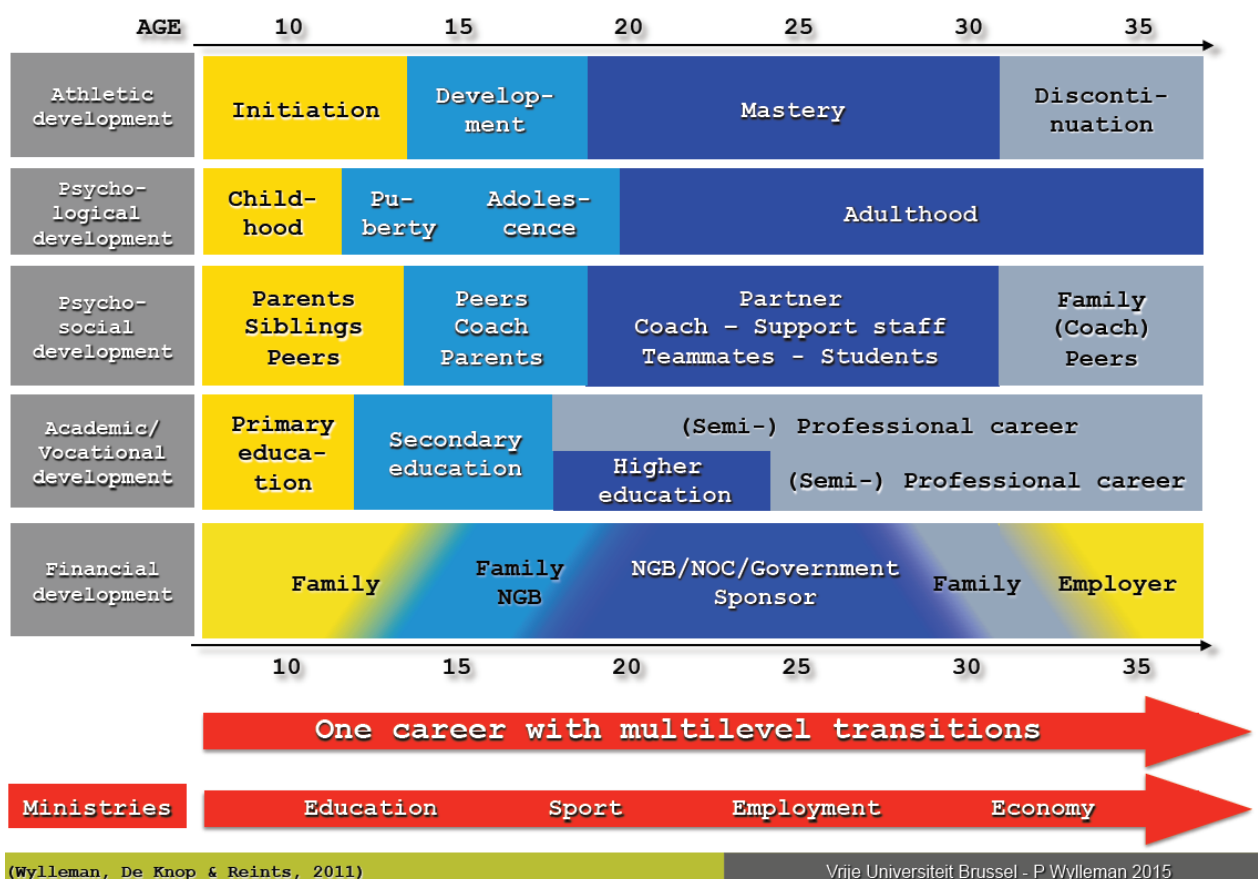 AGE 10 15 20 25 30 35
Athletic
development
Initiation
Develop-
ment
Mastery
Disconti-
nuation
Psycho-
logical
development
Child-
hood
Pu-
berty
Adoles-
cence
Adulthood
Psycho-
social
development
Parents
Siblings
Peers
Peers
Coach
Parents
Partner
Coach – Support staff
Teammates - Students
Family
(Coach)
Peers
Academic/
Vocational
development
Primary
educa-
tion
Secondary
education
(Semi-) Professional career
Higher
education
(Semi-) Professional career
Financial
development
Family
Family
NGB
NGB/NOC/Government
Sponsor
Family
Employer
10 15 20 25 30 35
One career with multilevel transitions
Ministries
Education Sport Employment Economy
(Wylleman, De Knop & Reints, 2011)
Vrije Universiteit Brussel - P Wylleman 2015